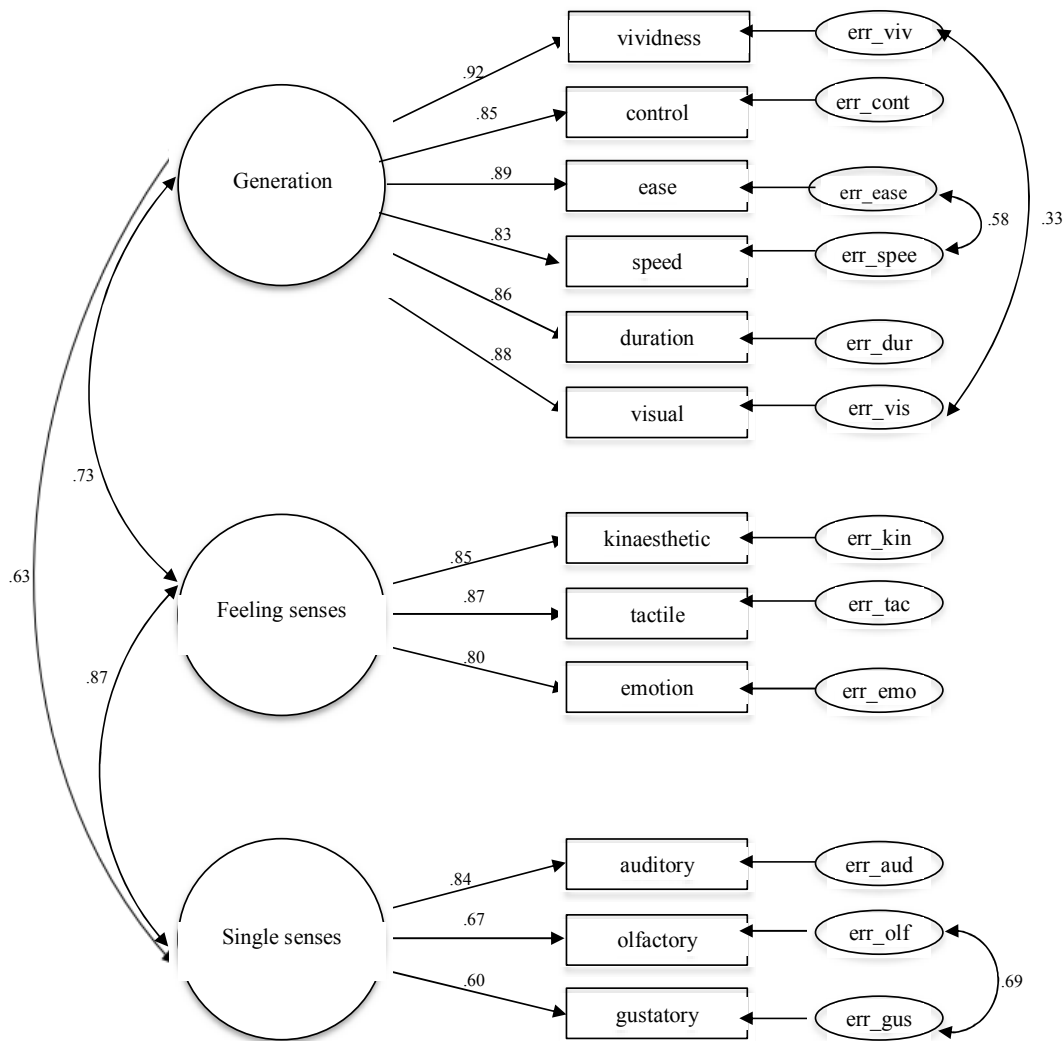 vividness
err_viv
.92
control
err_cont
.85
Generation
.89
ease
err_ease
.58
.33
.83
speed
err_spee
.86
duration
err_dur
.88
visual
err_vis
.73
.63
kinaesthetic
err_kin
.85
Feeling senses
.87
tactile
err_tac
.80
emotion
err_emo
.87
auditory
err_aud
.84
Single senses
.67
olfactory
err_olf
.69
.60
gustatory
err_gus